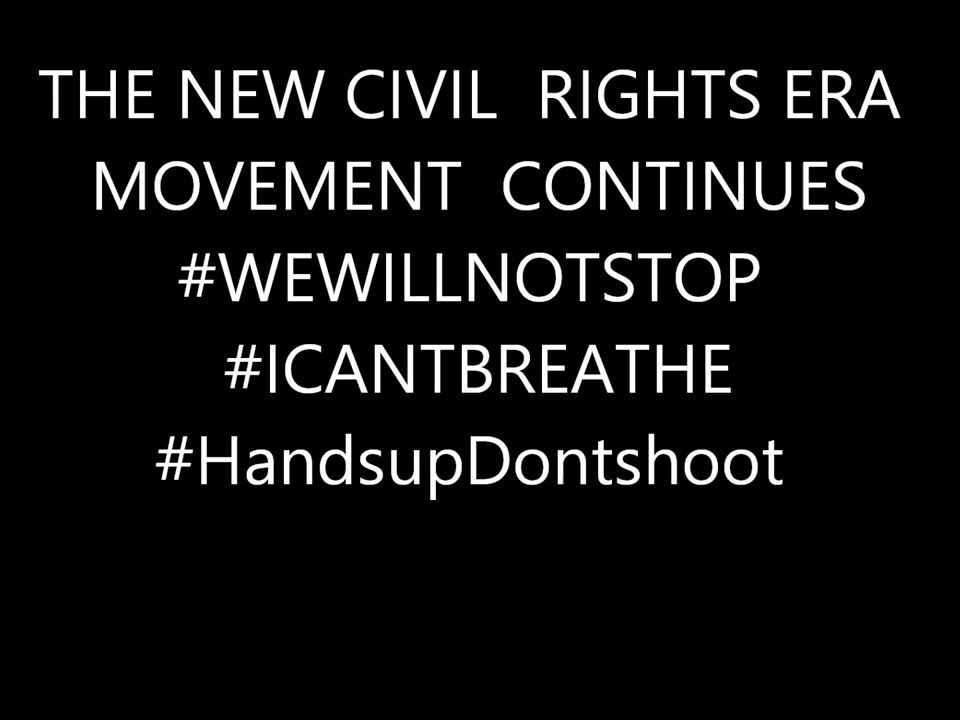 THE NEW CIVIL RIGHTS ERA
MOVEMENT CONTINUES
#WEWILLNOTSTOP
#ICANTBREATHE
#HandsupDontshoot